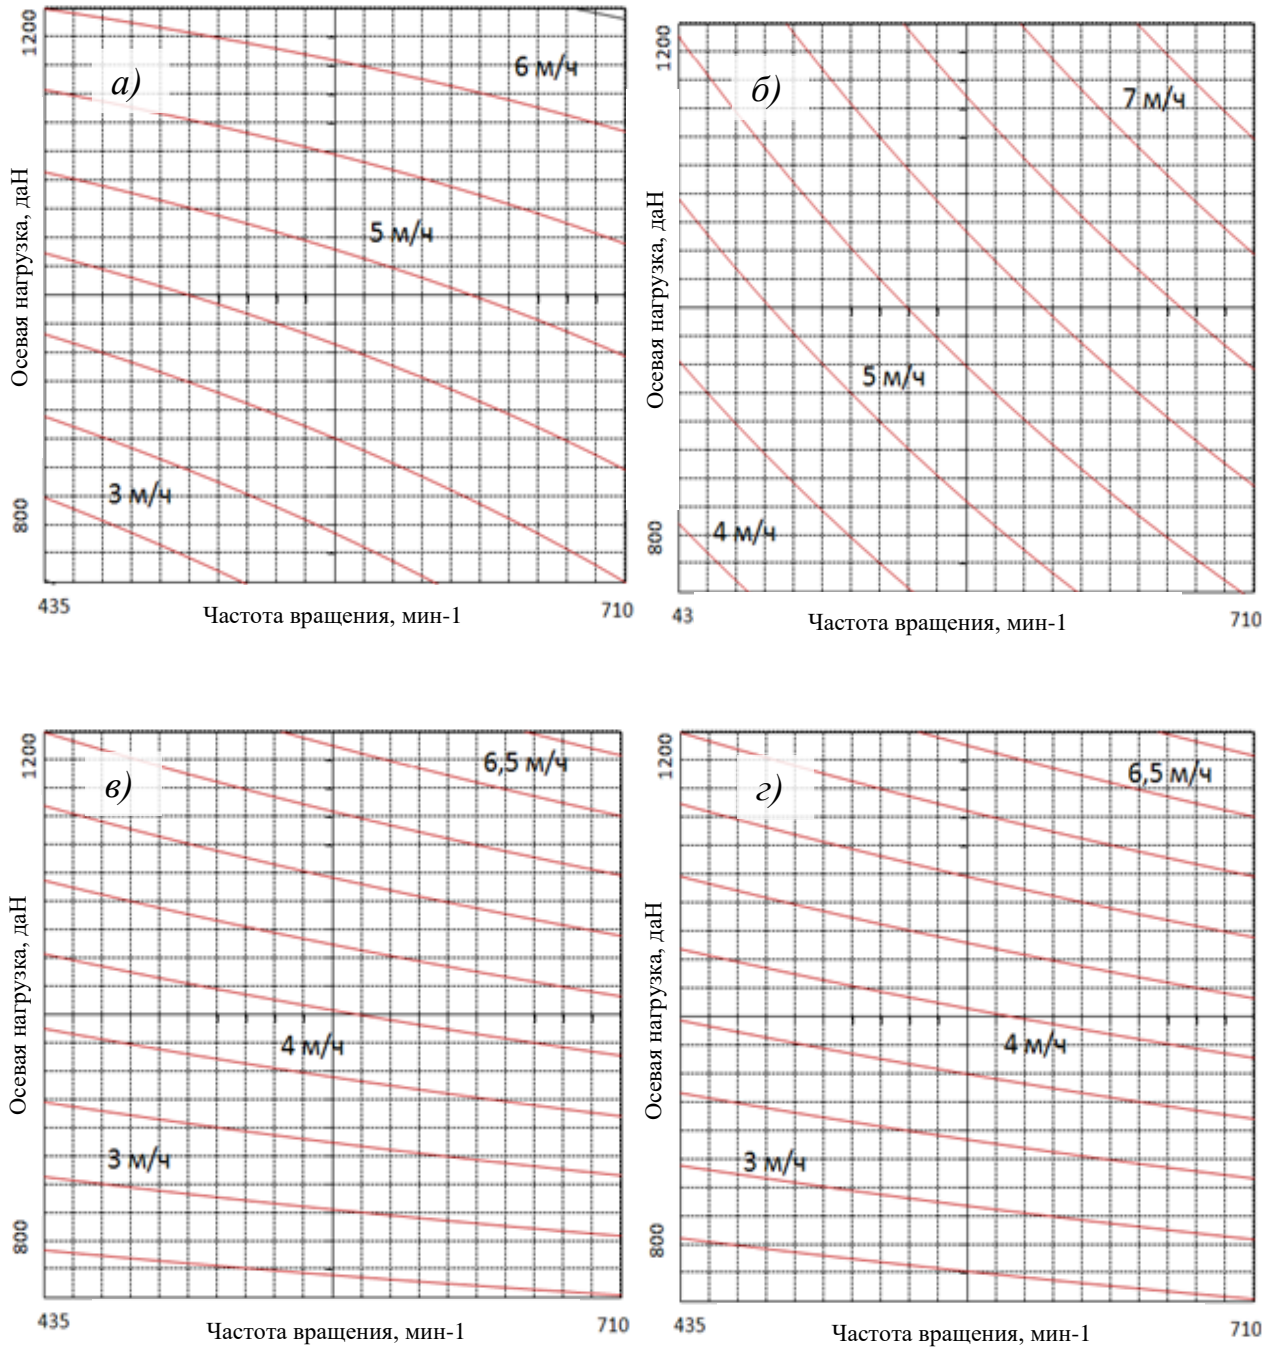 1200
а)
6 м/ч
5 м/ч
3 м/ч
800
Осевая нагрузка, даН
435
Частота вращения, мин-1
710
1200
б)
7 м/ч
5 м/ч
4 м/ч
800
Осевая нагрузка, даН
43
Частота вращения, мин-1
710
1200
в)
6,5 м/ч
4 м/ч
3 м/ч
800
Осевая нагрузка, даН
435
Частота вращения, мин-1
710
1200
г)
6,5 м/ч
4 м/ч
3 м/ч
800
Осевая нагрузка, даН
435
Частота вращения, мин-1
710